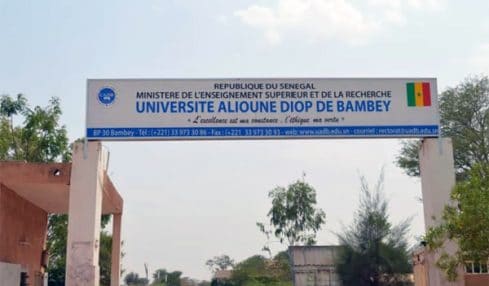 REPUBLIQUE DU SENEGAL
MINISTERE DE L'ENSEIGNEMENT SUPERIEUR ET DE LA RECHERCHE
UNIVERSITE ALIOUNE DIOP DE BAMBEY
" L'excellence est ma constance , l'éthique ma vertu "
BP 30 Bambey - Tél : (+221) 33 973 30 86 - Fax : (+221 33 973 30 93 - web: www.uadb.edu.sn - courriel : rectorat@uadb.edu.sn